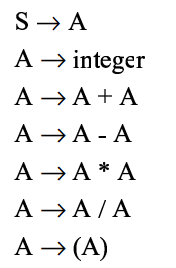 S → A
A → integer
A → A + A
A → A - A
A → A * A
A → A / A
A → (A)